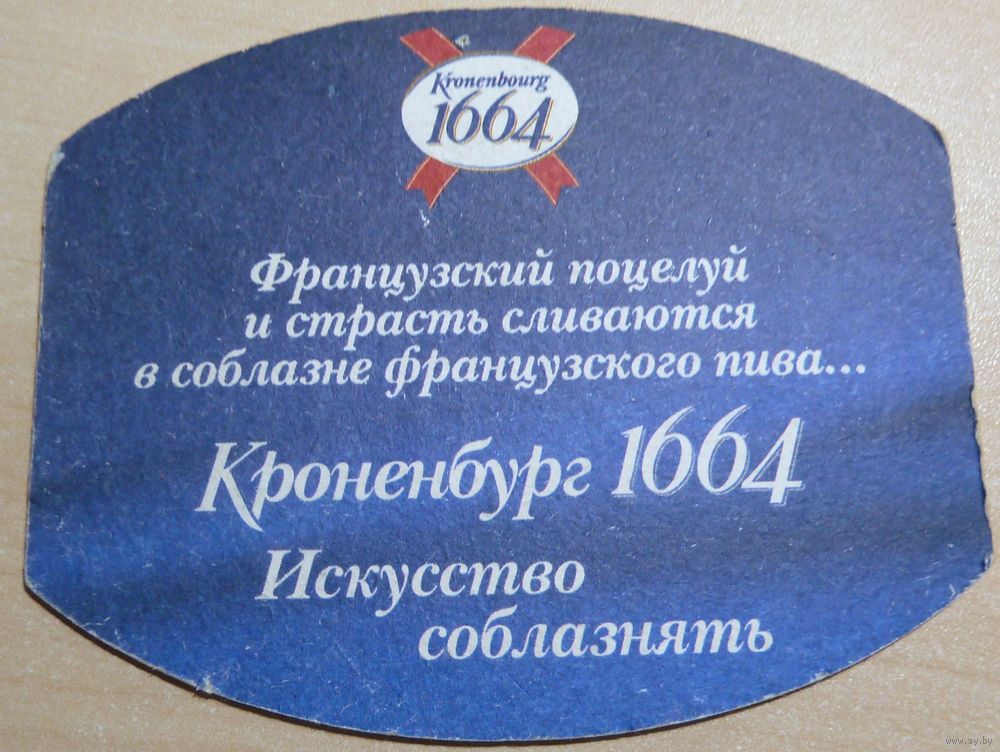 Kronenbourg
1664
Французский поцелуй
и страсть сливаются
в соблазне французского пива...
Кроненбург 1664
Искусство
соблазнять
www.ay.by